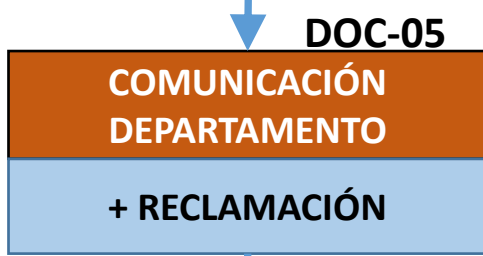 DOC-05
COMUNICACIÓN
DEPARTAMENTO
+ RECLAMACIÓN